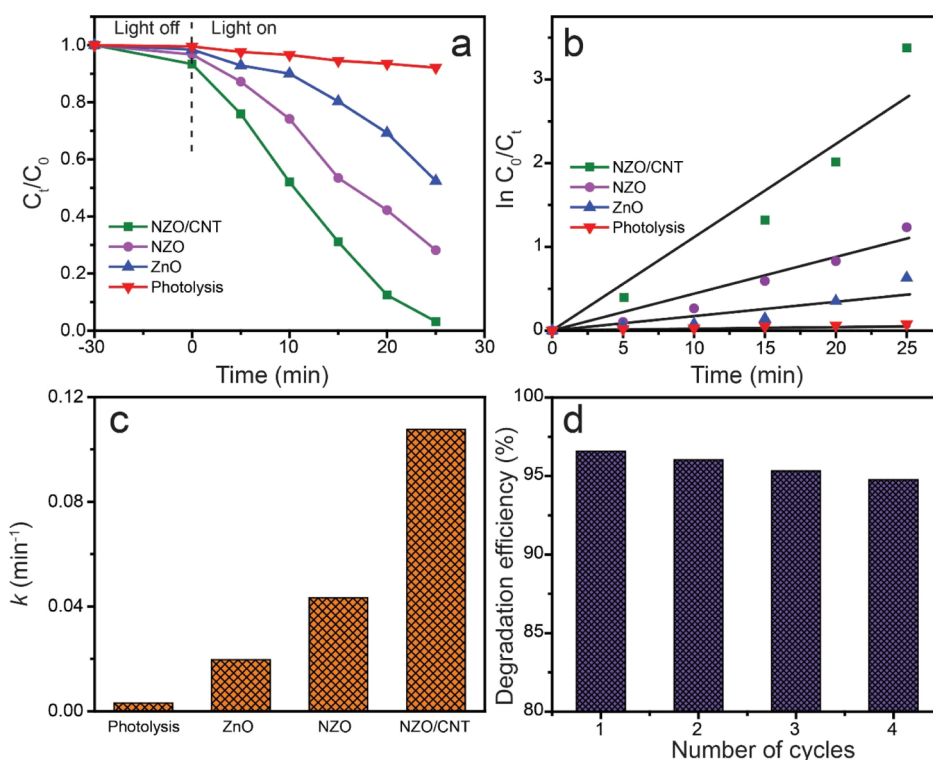 Light off Light on
a
1.0
0.8
0.6
0.4
0.2
0.0
C_t/C_0
NZO/CNT
NZO
ZnO
Photolysis
-30 0 10 20 30
Time (min)
b
3
2
1
0
ln C_0/C_t
NZO/CNT
NZO
ZnO
Photolysis
0 5 10 15 20 25
Time (min)
c
0.12
0.08
0.04
0.00
k (min⁻¹)
Photolysis ZnO NZO NZO/CNT
d
100
95
90
85
80
Degradation efficiency (%)
1 2 3 4
Number of cycles